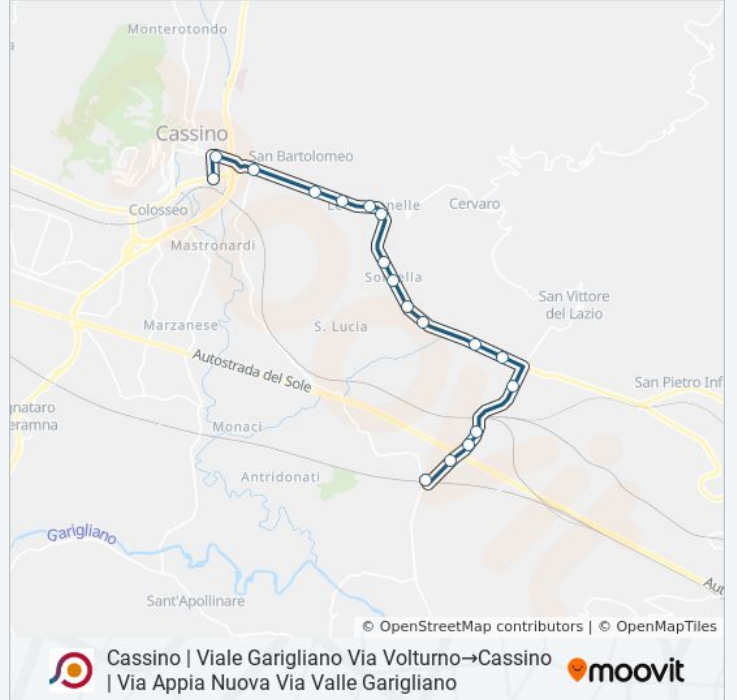 Monterotondo
Cassino
San Bartolomeo
Colosseo
Cervaro
Mastronardi
San Vittore
del Lazio
Marzanese
S. Lucia
Autostrada del Sole
San Pietro Inf
Monaci
Antridonati
Garigliano
Sant'Apollinare
© OpenStreetMap contributors | © OpenMapTiles
Cassino | Viale Garigliano Via Volturno→Cassino
| Via Appia Nuova Via Valle Garigliano
moovit